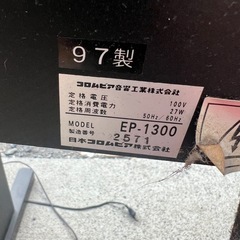 97製
コロムビア音響工業株式会社
定格電圧 100V
定格消費電力 27W
定格周波数 50Hz/60Hz
MODEL EP-1300
製造番号 2571
日本コロムビア株式会社